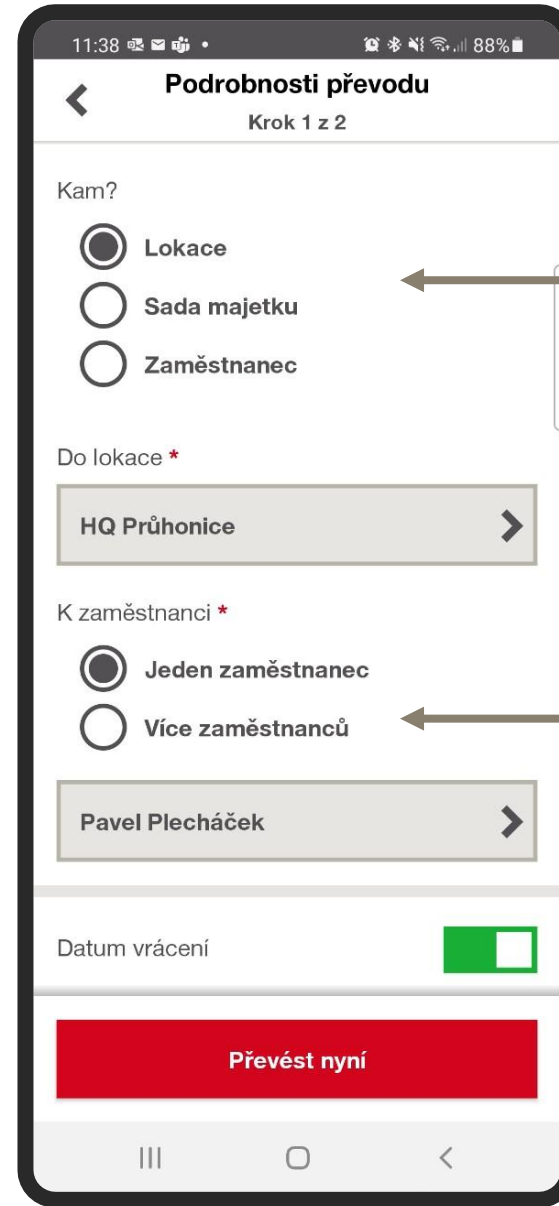 11:38 88%
Podrobnosti převodu
Krok 1 z 2
Kam?
Lokace
Sada majetku
Zaměstnanec
Do lokace *
HQ Průhonice
K zaměstnanci *
Jeden zaměstnanec
Více zaměstnanců
Pavel Plecháček
Datum vrácení
Převést nyní